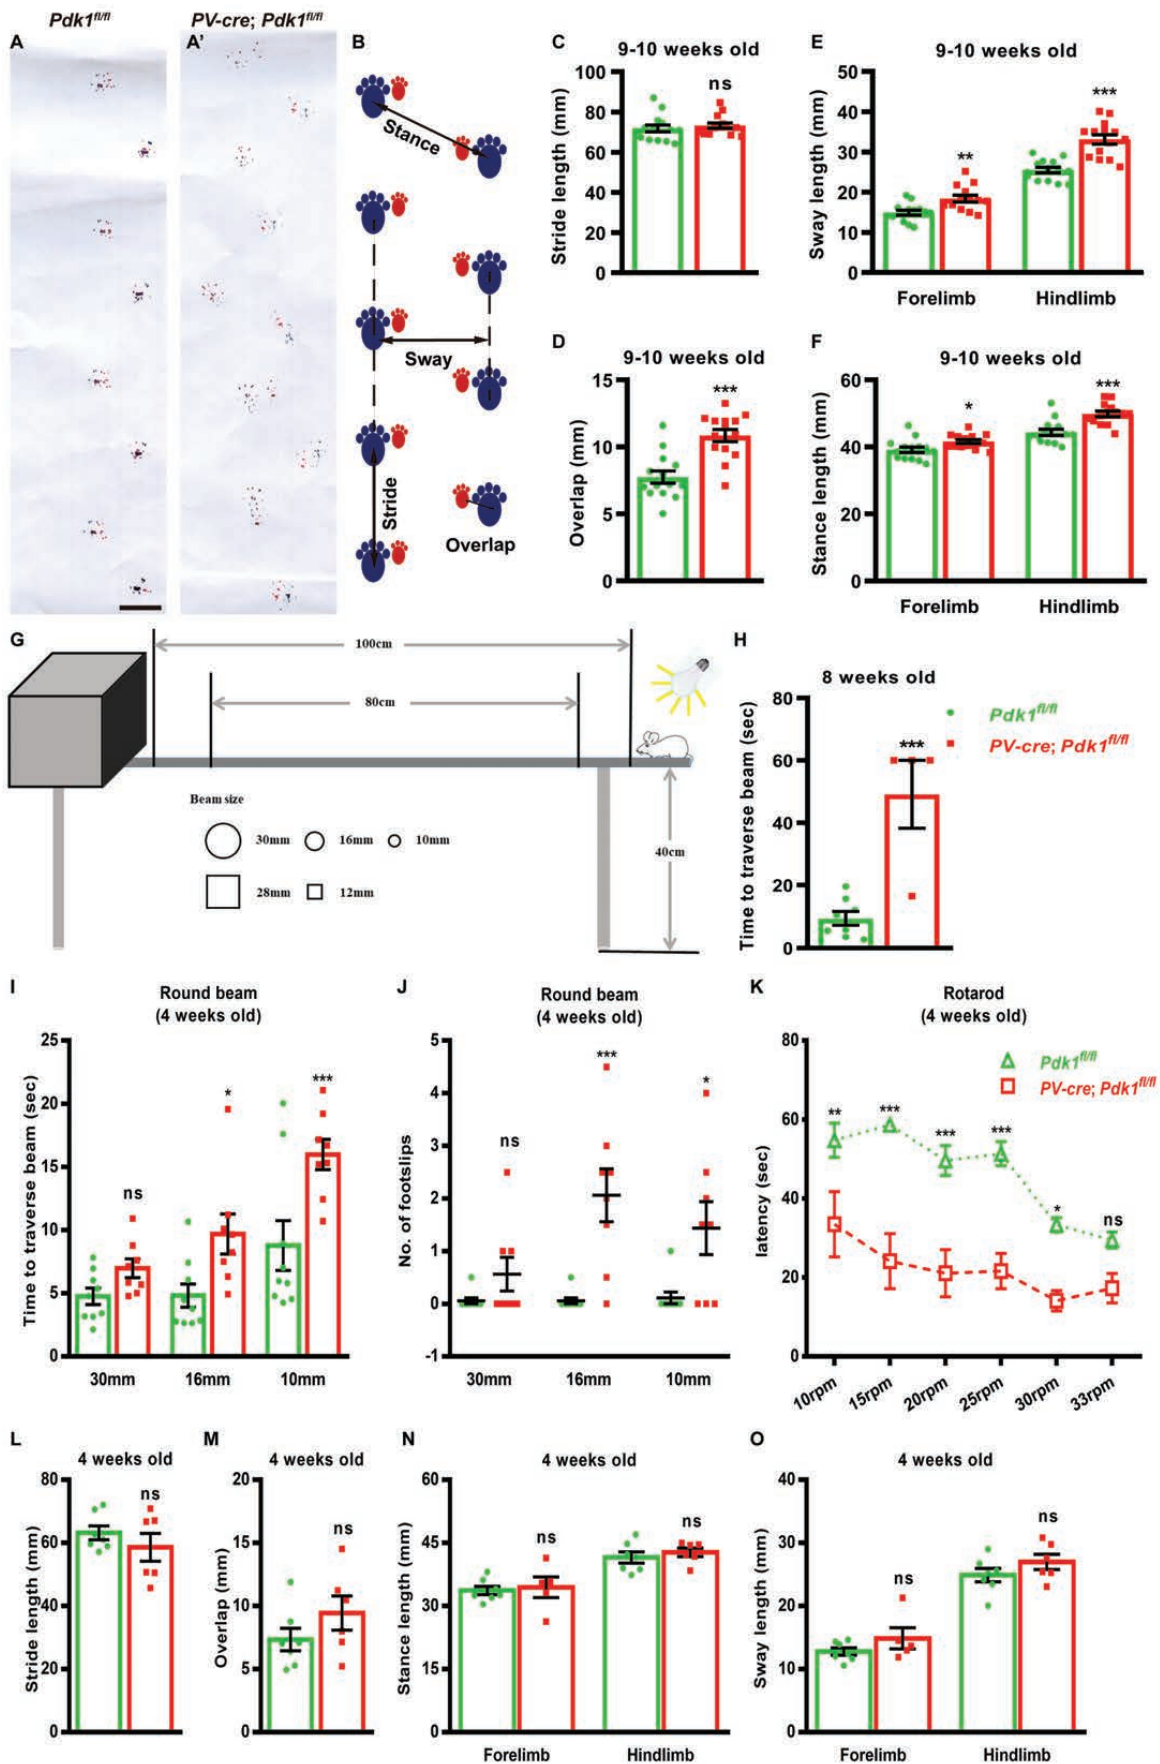 Pdk1fl/fl
PV-cre; Pdk1fl/fl
A
A'
B
Stance
Sway
Stride
Overlap
C
9-10 weeks old
Stride length (mm)
100
80
60
40
20
0
ns
E
9-10 weeks old
Sway length (mm)
50
40
30
20
10
0
**
***
Forelimb
Hindlimb
D
9-10 weeks old
Overlap (mm)
15
10
5
0
***
F
9-10 weeks old
Stance length (mm)
60
40
20
0
*
***
Forelimb
Hindlimb
G
100cm
80cm
Beam size
30mm
16mm
10mm
28mm
12mm
40cm
H
8 weeks old
Time to traverse beam (sec)
80
60
40
20
0
***
Pdk1fl/fl
PV-cre; Pdk1fl/fl
I
Round beam
(4 weeks old)
Time to traverse beam (sec)
25
20
15
10
5
0
ns
*
***
30mm
16mm
10mm
J
Round beam
(4 weeks old)
No. of footslips
5
4
3
2
1
0
-1
ns
***
*
30mm
16mm
10mm
K
Rotarod
(4 weeks old)
latency (sec)
80
60
40
20
0
Pdk1fl/fl
PV-cre; Pdk1fl/fl
**
***
***
***
*
ns
10rpm
15rpm
20rpm
25rpm
30rpm
33rpm
L
4 weeks old
Stride length (mm)
80
60
40
20
0
ns
M
4 weeks old
Overlap (mm)
20
15
10
5
0
ns
N
4 weeks old
Stance length (mm)
60
45
30
15
0
ns
ns
Forelimb
Hindlimb
O
4 weeks old
Sway length (mm)
40
30
20
10
0
ns
ns
Forelimb
Hindlimb